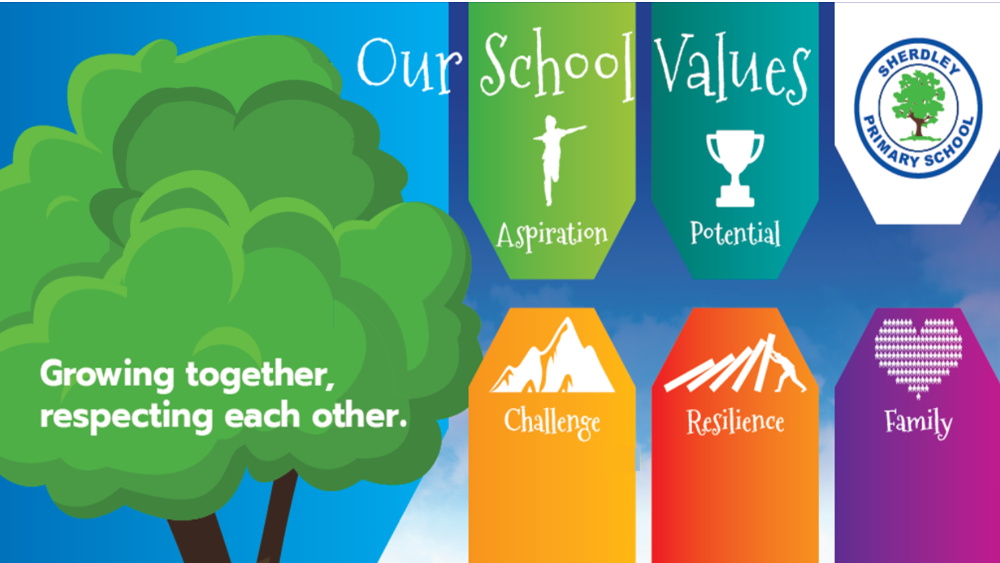 Our School Values
SHERDLEY
PRIMARY SCHOOL
Aspiration
Potential
Growing together,
respecting each other.
Challenge
Resilience
Family